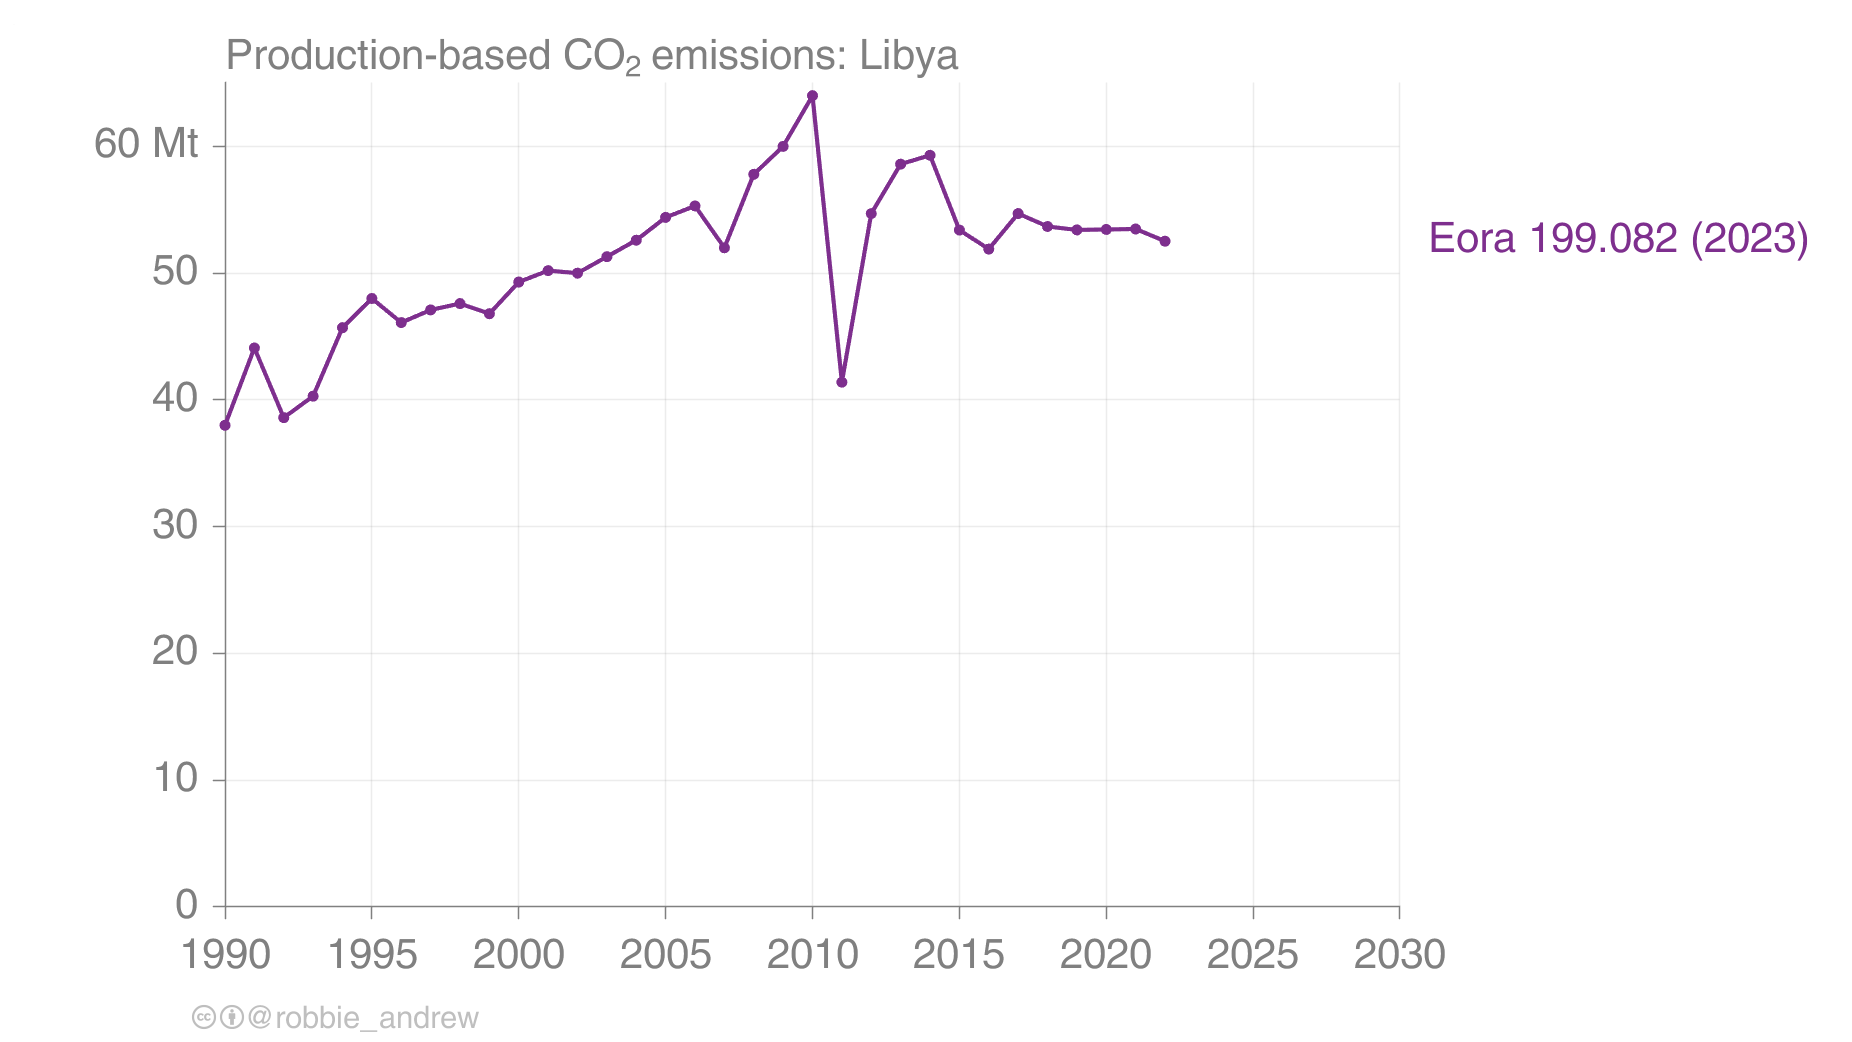 Production-based CO₂ emissions: Libya
60 Mt
50
40
30
20
10
0
1990 1995 2000 2005 2010 2015 2020 2025 2030
Eora 199.082 (2023)
cc @robbie_andrew